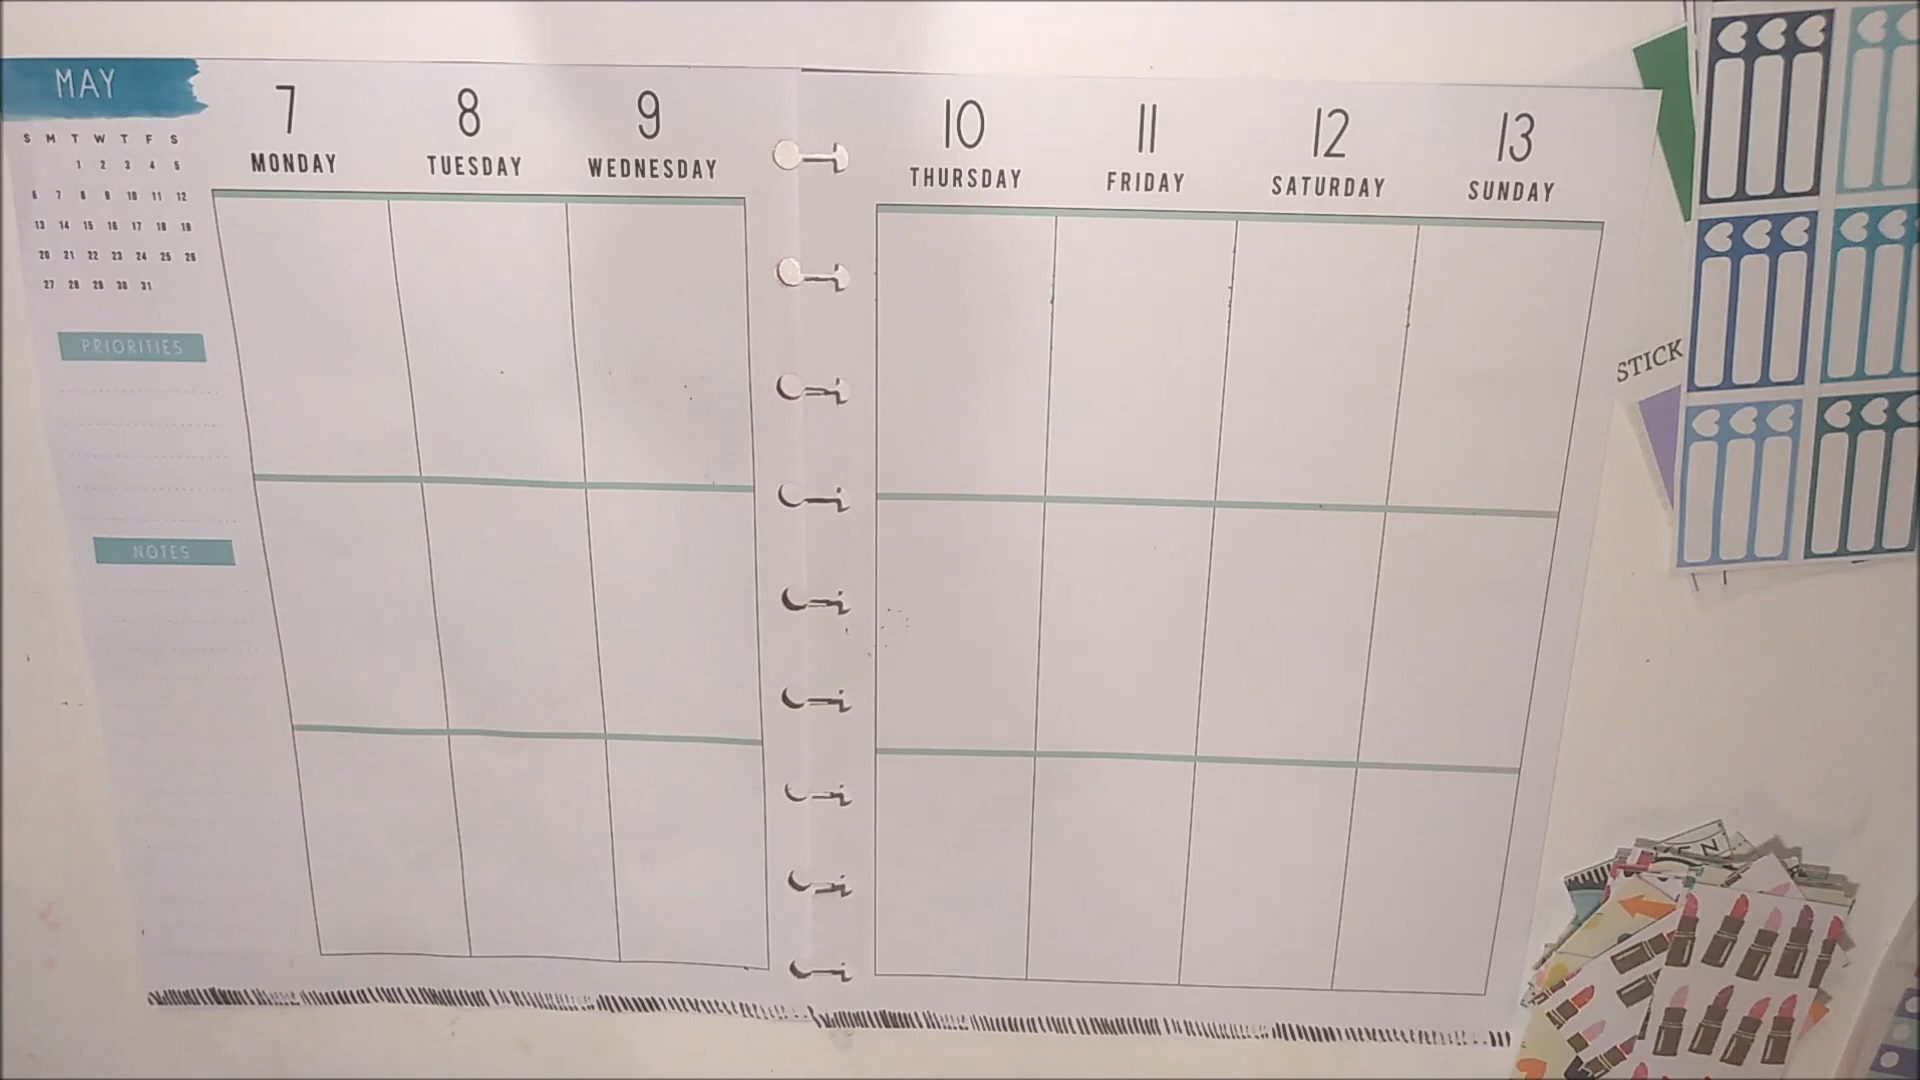 MAY
S M T W T F S
1 2 3 4 5
6 7 8 9 10 11 12
13 14 15 16 17 18 19
20 21 22 23 24 25 26
27 28 29 30 31
PRIORITIES
NOTES
7 8 9
MONDAY TUESDAY WEDNESDAY
10 11 12 13
THURSDAY FRIDAY SATURDAY SUNDAY
STICK